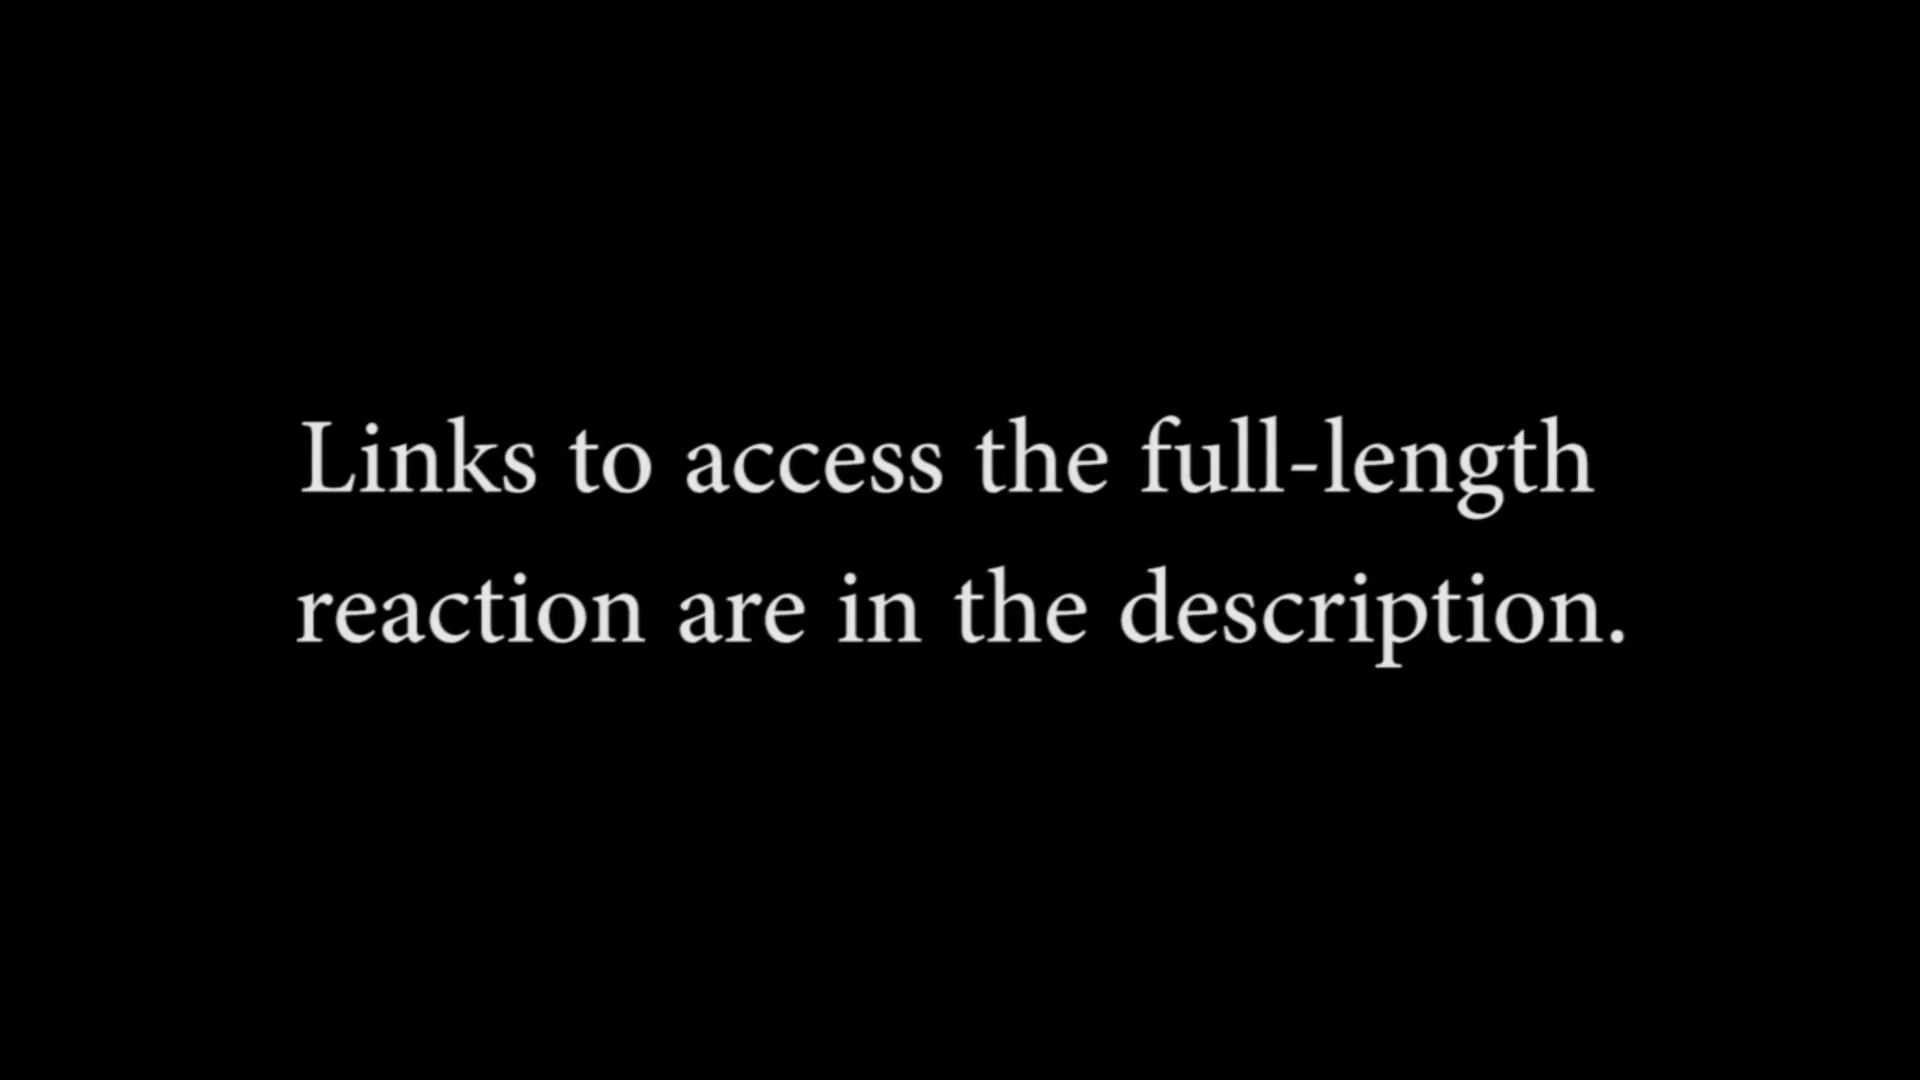 Links to access the full-length
reaction are in the description.